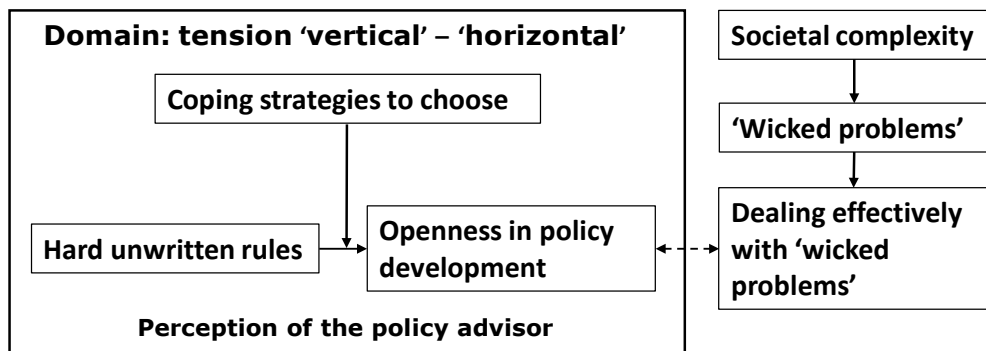 Domain: tension ‘vertical’ – ‘horizontal’
Coping strategies to choose
Hard unwritten rules
Openness in policy
development
Perception of the policy advisor
Societal complexity
‘Wicked problems’
Dealing effectively
with ‘wicked
problems’